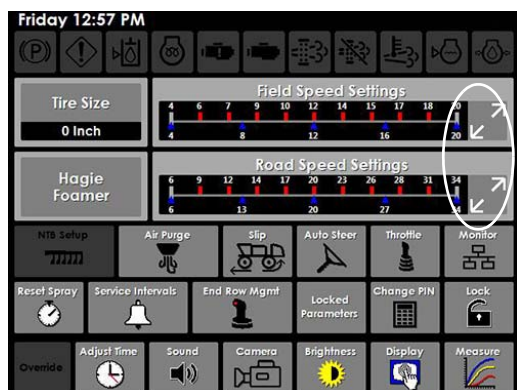 Friday 12:57 PM
Tire Size
0 Inch
Field Speed Settings
4 6 7 9 10 12 14 15 17 18 20
4 8 12 16 20
Hagie
Foamer
Road Speed Settings
6 9 12 14 17 20 23 26 28 31 34
6 13 20 27 34
NTB Setup
Air Purge
Slip
Auto Steer
Throttle
Monitor
Reset Spray
Service Intervals
End Row Mgmt
Locked
Parameters
Change PIN
Lock
Override
Adjust Time
Sound
Camera
Brightness
Display
Measure